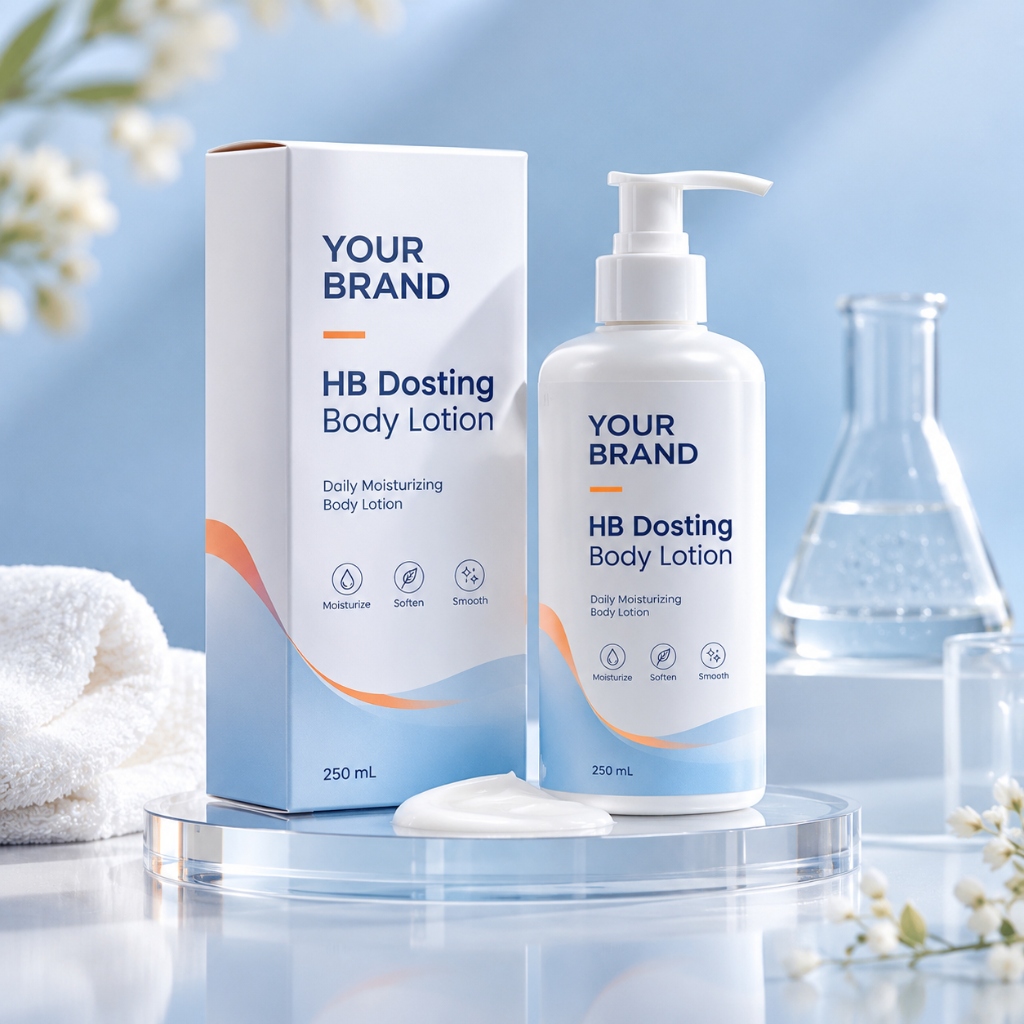 YOUR
BRAND
HB Dosting
Body Lotion
Daily Moisturizing
Body Lotion
Moisturize
Soften
Smooth
250 mL
YOUR
BRAND
HB Dosting
Body Lotion
Daily Moisturizing
Body Lotion
Moisturize
Soften
Smooth
250 mL